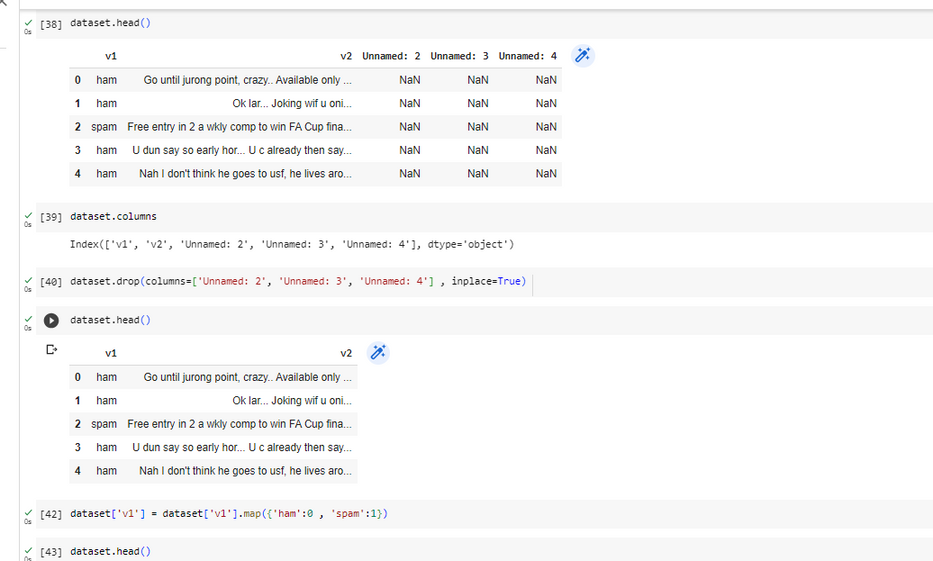 [38] dataset.head()
0s
v1 v2 Unnamed: 2 Unnamed: 3 Unnamed: 4
0 ham Go until jurong point, crazy.. Available only ... NaN NaN NaN
1 ham Ok lar... Joking wif u oni... NaN NaN NaN
2 spam Free entry in 2 a wkly comp to win FA Cup fina... NaN NaN NaN
3 ham U dun say so early hor... U c already then say... NaN NaN NaN
4 ham Nah I don't think he goes to usf, he lives aro... NaN NaN NaN
[39] dataset.columns
0s
Index(['v1', 'v2', 'Unnamed: 2', 'Unnamed: 3', 'Unnamed: 4'], dtype='object')
[40] dataset.drop(columns=['Unnamed: 2', 'Unnamed: 3', 'Unnamed: 4'] , inplace=True)
0s
dataset.head()
0s
v1 v2
0 ham Go until jurong point, crazy.. Available only ...
1 ham Ok lar... Joking wif u oni...
2 spam Free entry in 2 a wkly comp to win FA Cup fina...
3 ham U dun say so early hor... U c already then say...
4 ham Nah I don't think he goes to usf, he lives aro...
[42] dataset['v1'] = dataset['v1'].map({'ham':0 , 'spam':1})
0s
[43] dataset.head()
0s